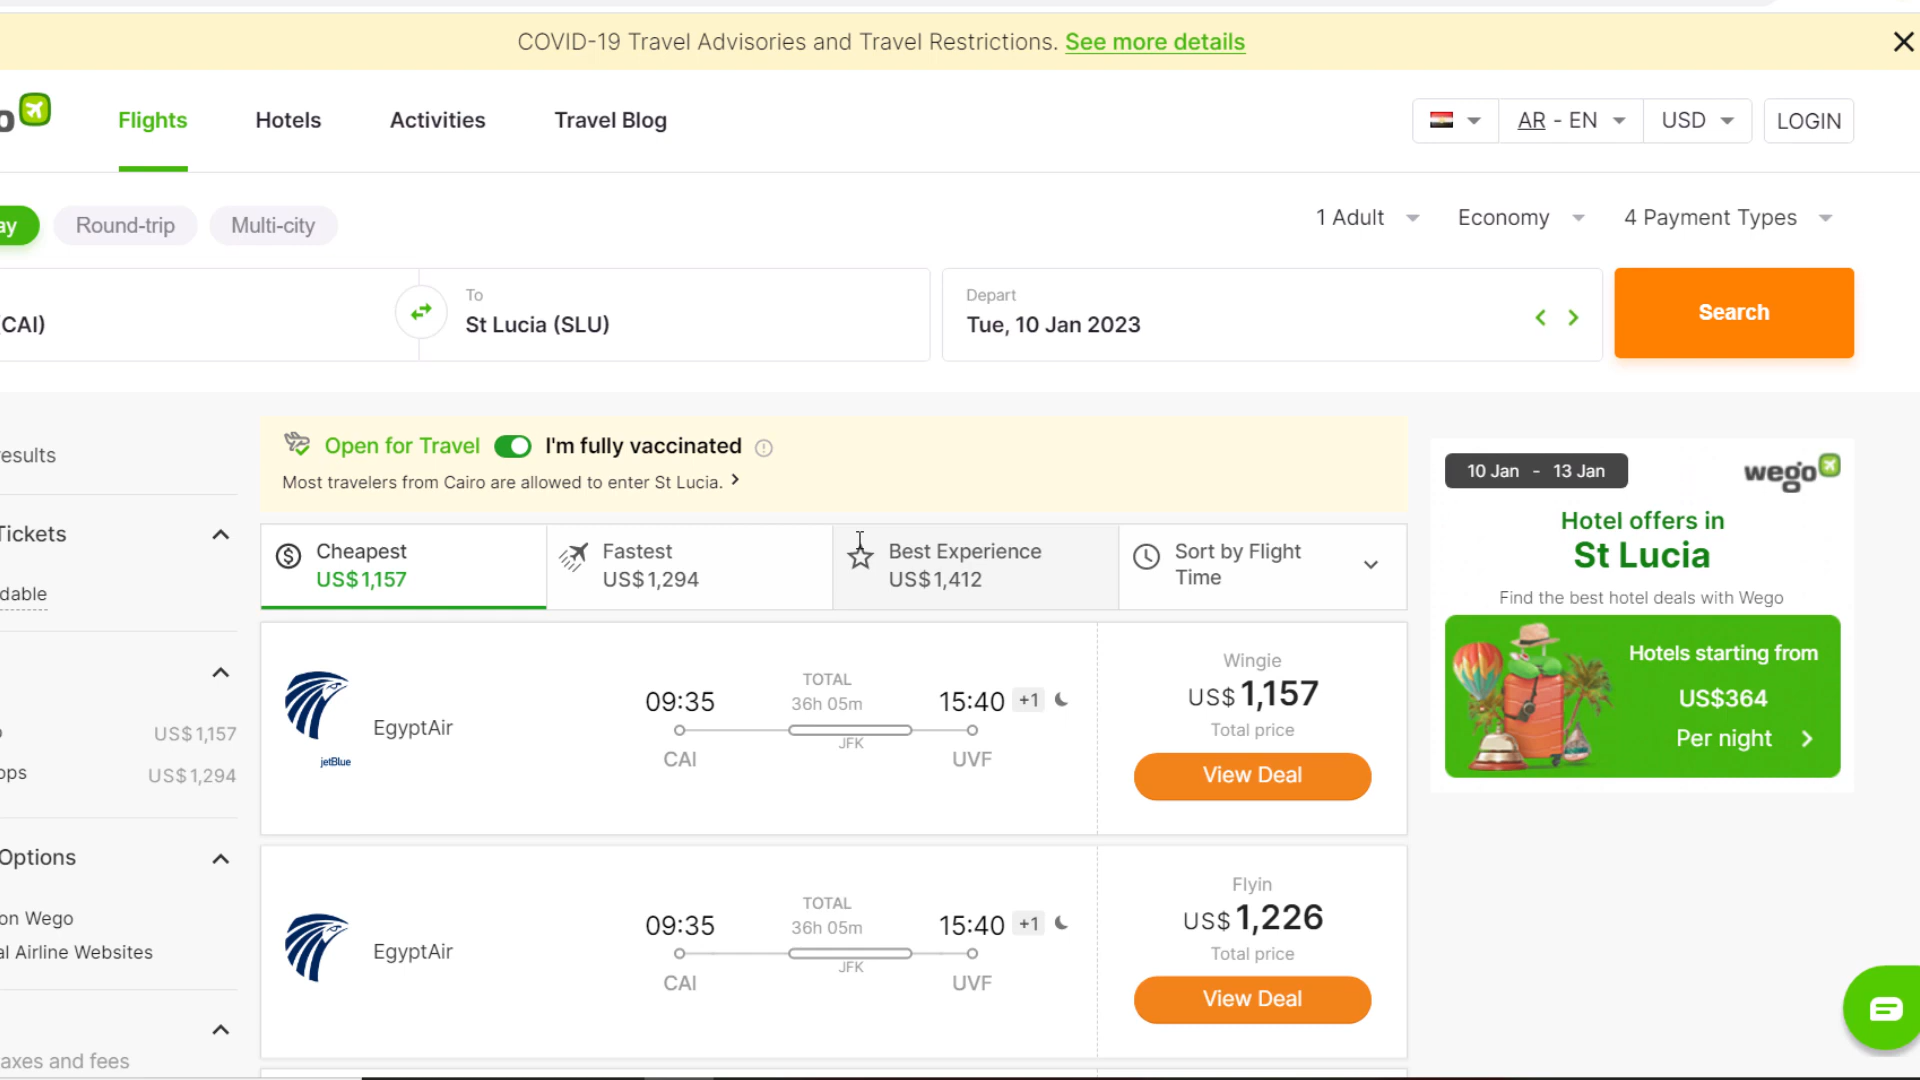 COVID-19 Travel Advisories and Travel Restrictions. See more details
Flights Hotels Activities Travel Blog AR - EN USD LOGIN
Round-trip Multi-city 1 Adult Economy 4 Payment Types
To
(CAI) St Lucia (SLU)
Depart
Tue, 10 Jan 2023
Search
esults
Open for Travel I'm fully vaccinated
Most travelers from Cairo are allowed to enter St Lucia.
Tickets
dable
Cheapest
US$1,157
Fastest
US$1,294
Best Experience
US$1,412
Sort by Flight
Time
US$1,157
ops US$1,294
Options
on Wego
al Airline Websites
axes and fees
jetBlue
EgyptAir
09:35
CAI
TOTAL
36h 05m
JFK
15:40 +1
UVF
Wingie
US$ 1,157
Total price
View Deal
EgyptAir
09:35
CAI
TOTAL
36h 05m
JFK
15:40 +1
UVF
Flyin
US$ 1,226
Total price
View Deal
10 Jan - 13 Jan
wego
Hotel offers in
St Lucia
Find the best hotel deals with Wego
Hotels starting from
US$364
Per night